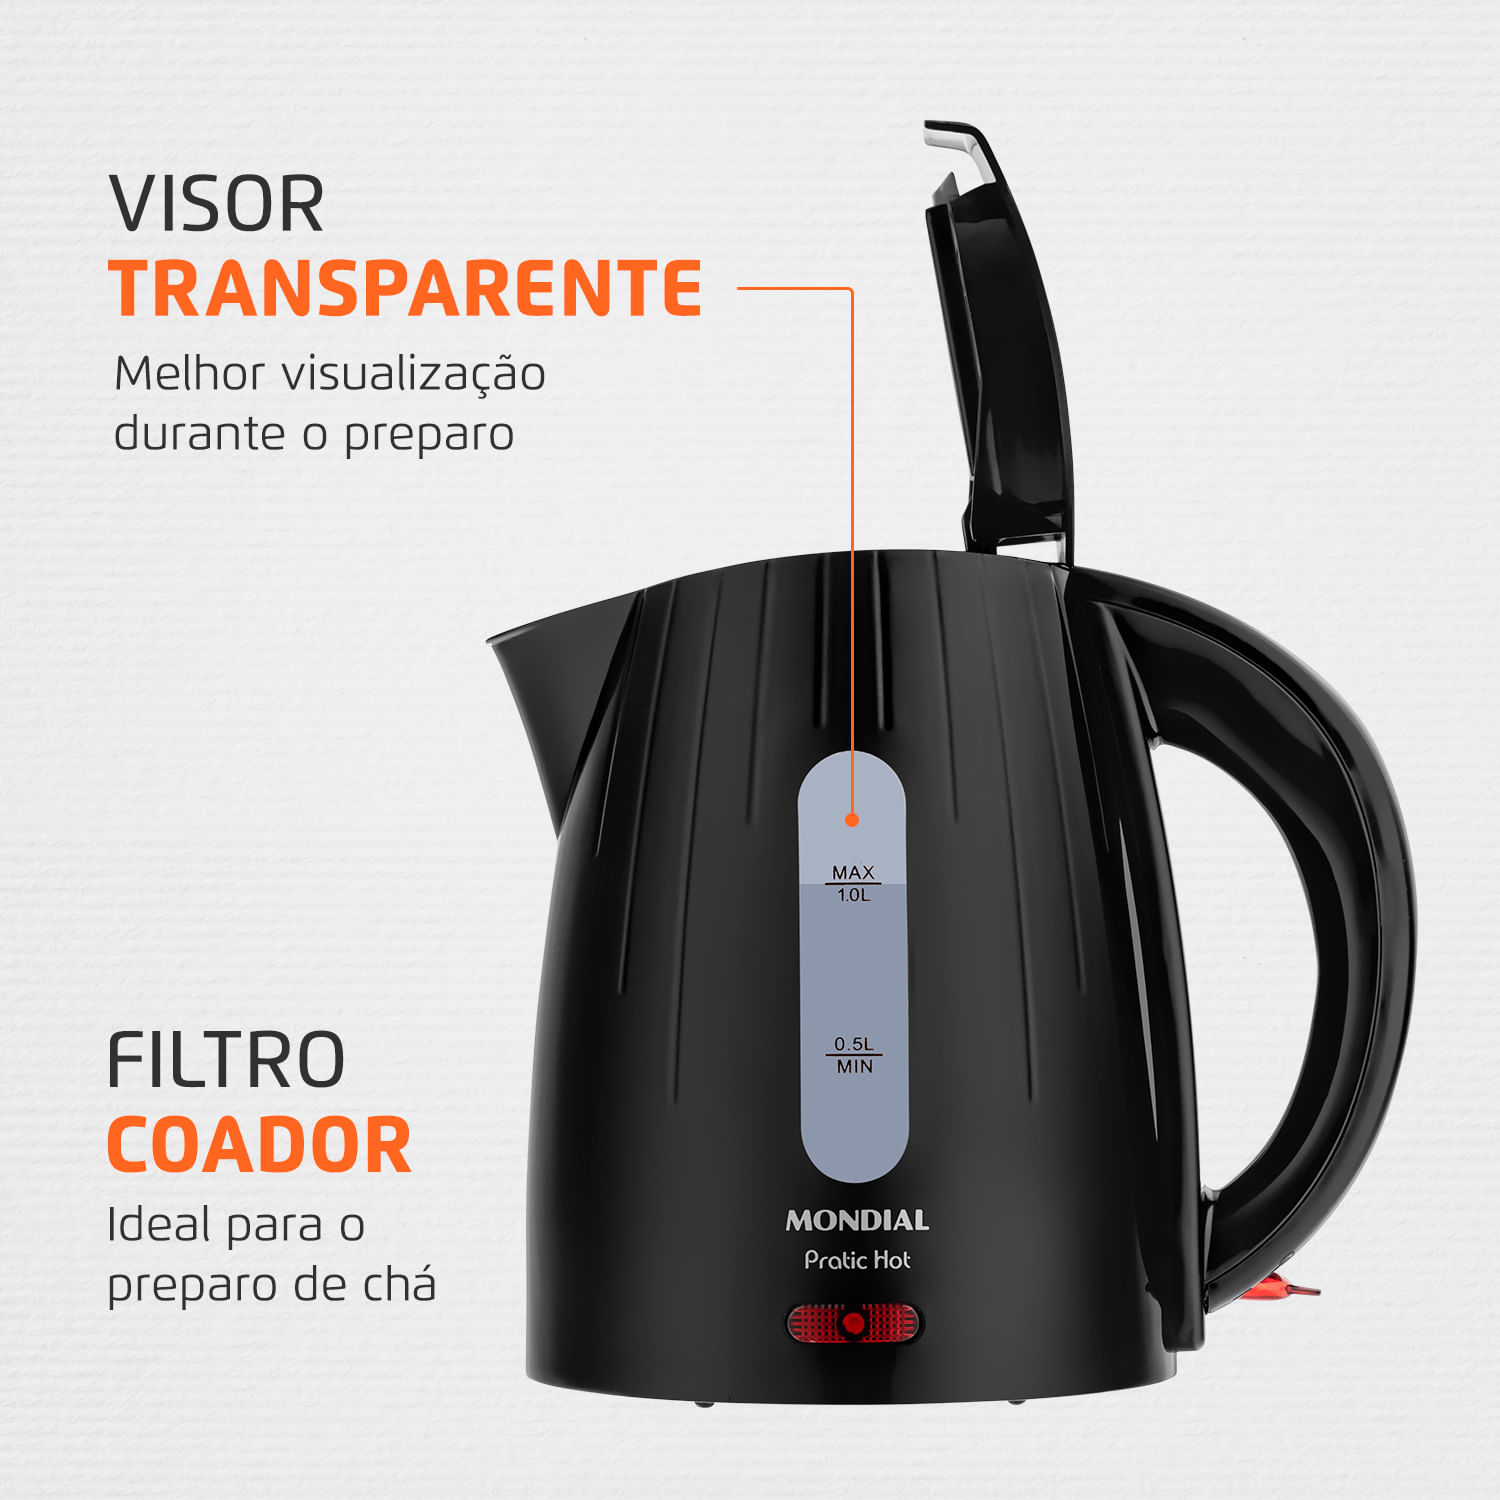 VISOR
TRANSPARENTE
Melhor visualização
durante o preparo
MAX
1.0L
0.5L
MIN
FILTRO
COADOR
Ideal para o
preparo de chá
MONDIAL
Pratic Hot